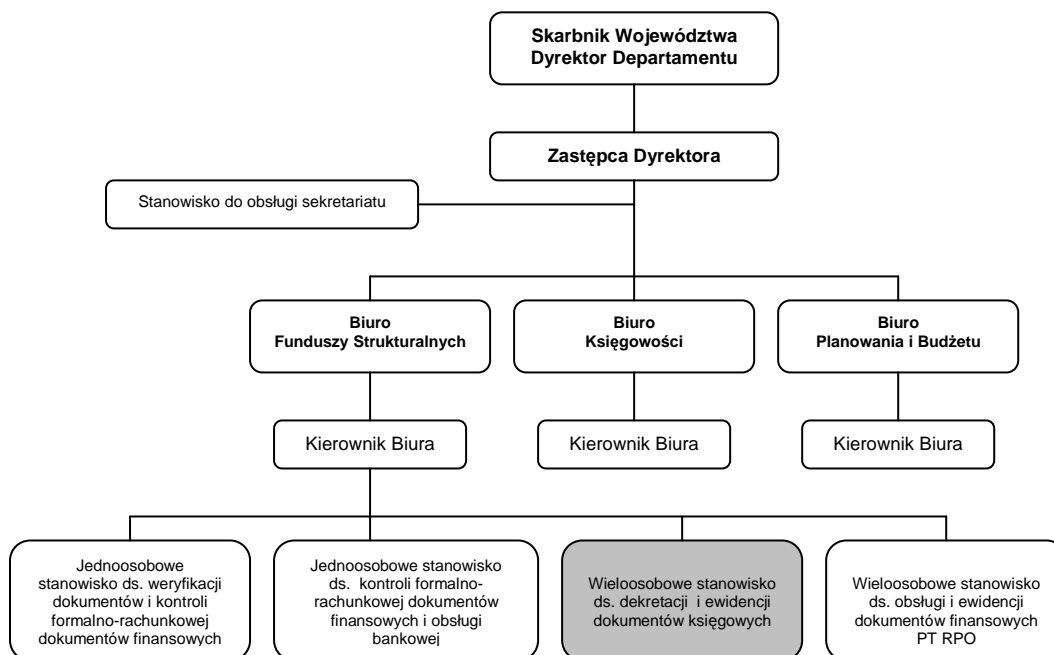 Skarbnik Województwa
Dyrektor Departamentu
Zastępca Dyrektora
Stanowisko do obsługi sekretariatu
Biuro
Funduszy Strukturalnych
Biuro
Księgowości
Biuro
Planowania i Budżetu
Kierownik Biura
Kierownik Biura
Kierownik Biura
Jednoosobowe
stanowisko ds. weryfikacji
dokumentów i kontroli
formalno-rachunkowej
dokumentów finansowych
Jednoosobowe stanowisko
ds. kontroli formalno-
rachunkowej dokumentów
finansowych i obsługi
bankowej
Wieloosobowe stanowisko
ds. dekretacji i ewidencji
dokumentów księgowych
Wieloosobowe stanowisko
ds. obsługi i ewidencji
dokumentów finansowych
PT RPO